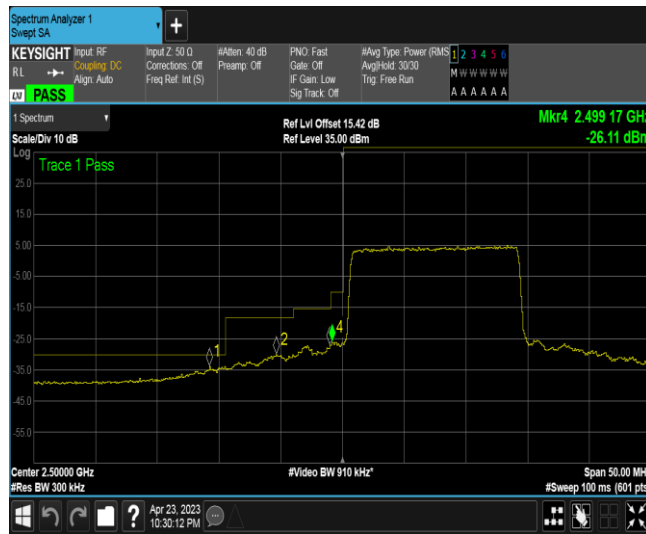 Spectrum Analyzer 1
Swept SA
+
KEYSIGHT
RL
LXI PASS
Input: RF
Coupling: DC
Align: Auto
Input Z: 50 Ω
Corrections: Off
Freq Ref: Int (S)
#Atten: 40 dB
Preamp: Off
PNO: Fast
Gate: Off
IF Gain: Low
Sig Track: Off
#Avg Type: Power (RMS
Avg|Hold: 30/30
Trig: Free Run
1 2 3 4 5 6
M W W W W W
A A A A A A
1 Spectrum
Scale/Div 10 dB
Ref Lvl Offset 15.42 dB
Ref Level 35.00 dBm
Mkr4 2.499 17 GHz
-26.11 dBm
Log
Trace 1 Pass
25.0
15.0
5.00
-5.00
-15.0
-25.0
-35.0
-45.0
-55.0
1
2
4
Center 2.50000 GHz
#Res BW 300 kHz
#Video BW 910 kHz*
Span 50.00 MH
#Sweep 100 ms (601 pts
?
Apr 23, 2023
10:30:12 PM